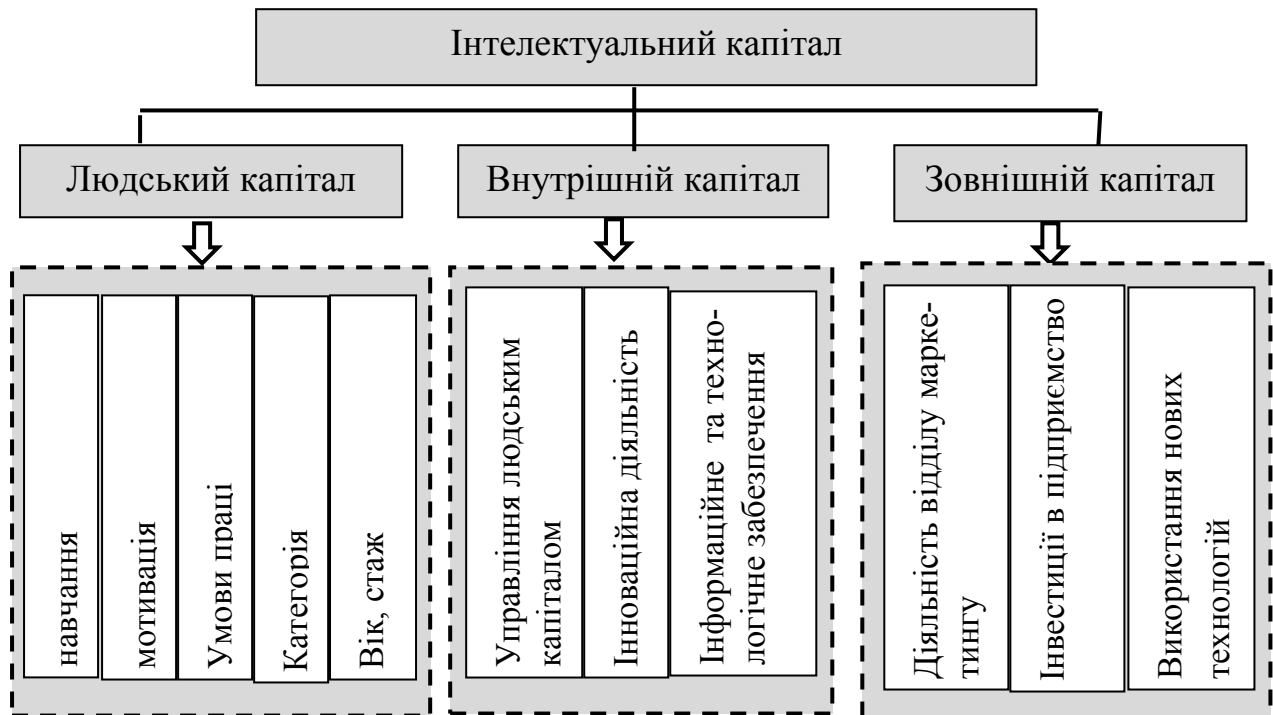 Інтелектуальний капітал
Людський капітал
Внутрішній капітал
Зовнішній капітал
навчання
мотивація
Умови праці
Категорія
Вік, стаж
Управління людським
капіталом
Інноваційна діяльність
Інформаційне та техно-
логічне забезпечення
Діяльність відділу марке-
тингу
Інвестиції в підприємство
Використання нових
технологій